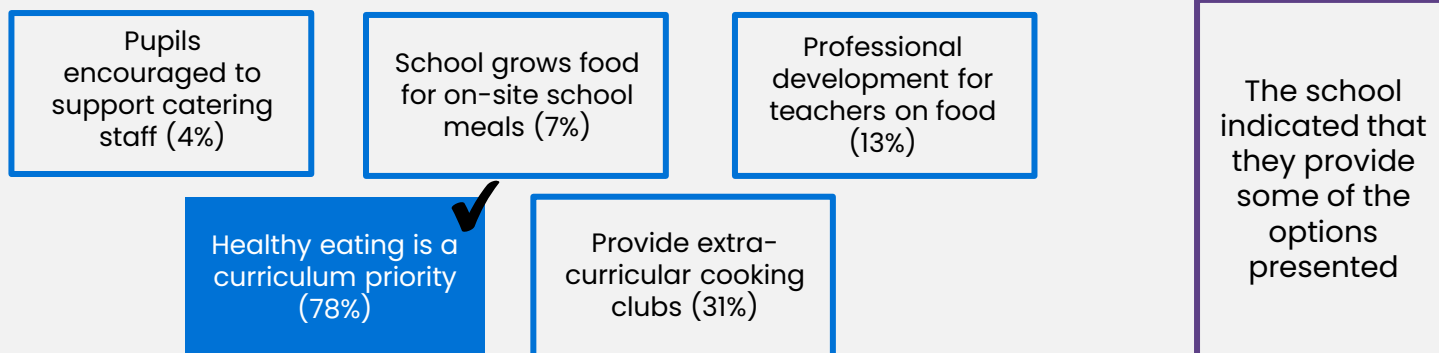 Pupils
encouraged to
support catering
staff (4%)
School grows food
for on-site school
meals (7%)
Professional
development for
teachers on food
(13%)
Healthy eating is a
curriculum priority
(78%)
Provide extra-
curricular cooking
clubs (31%)
The school
indicated that
they provide
some of the
options
presented